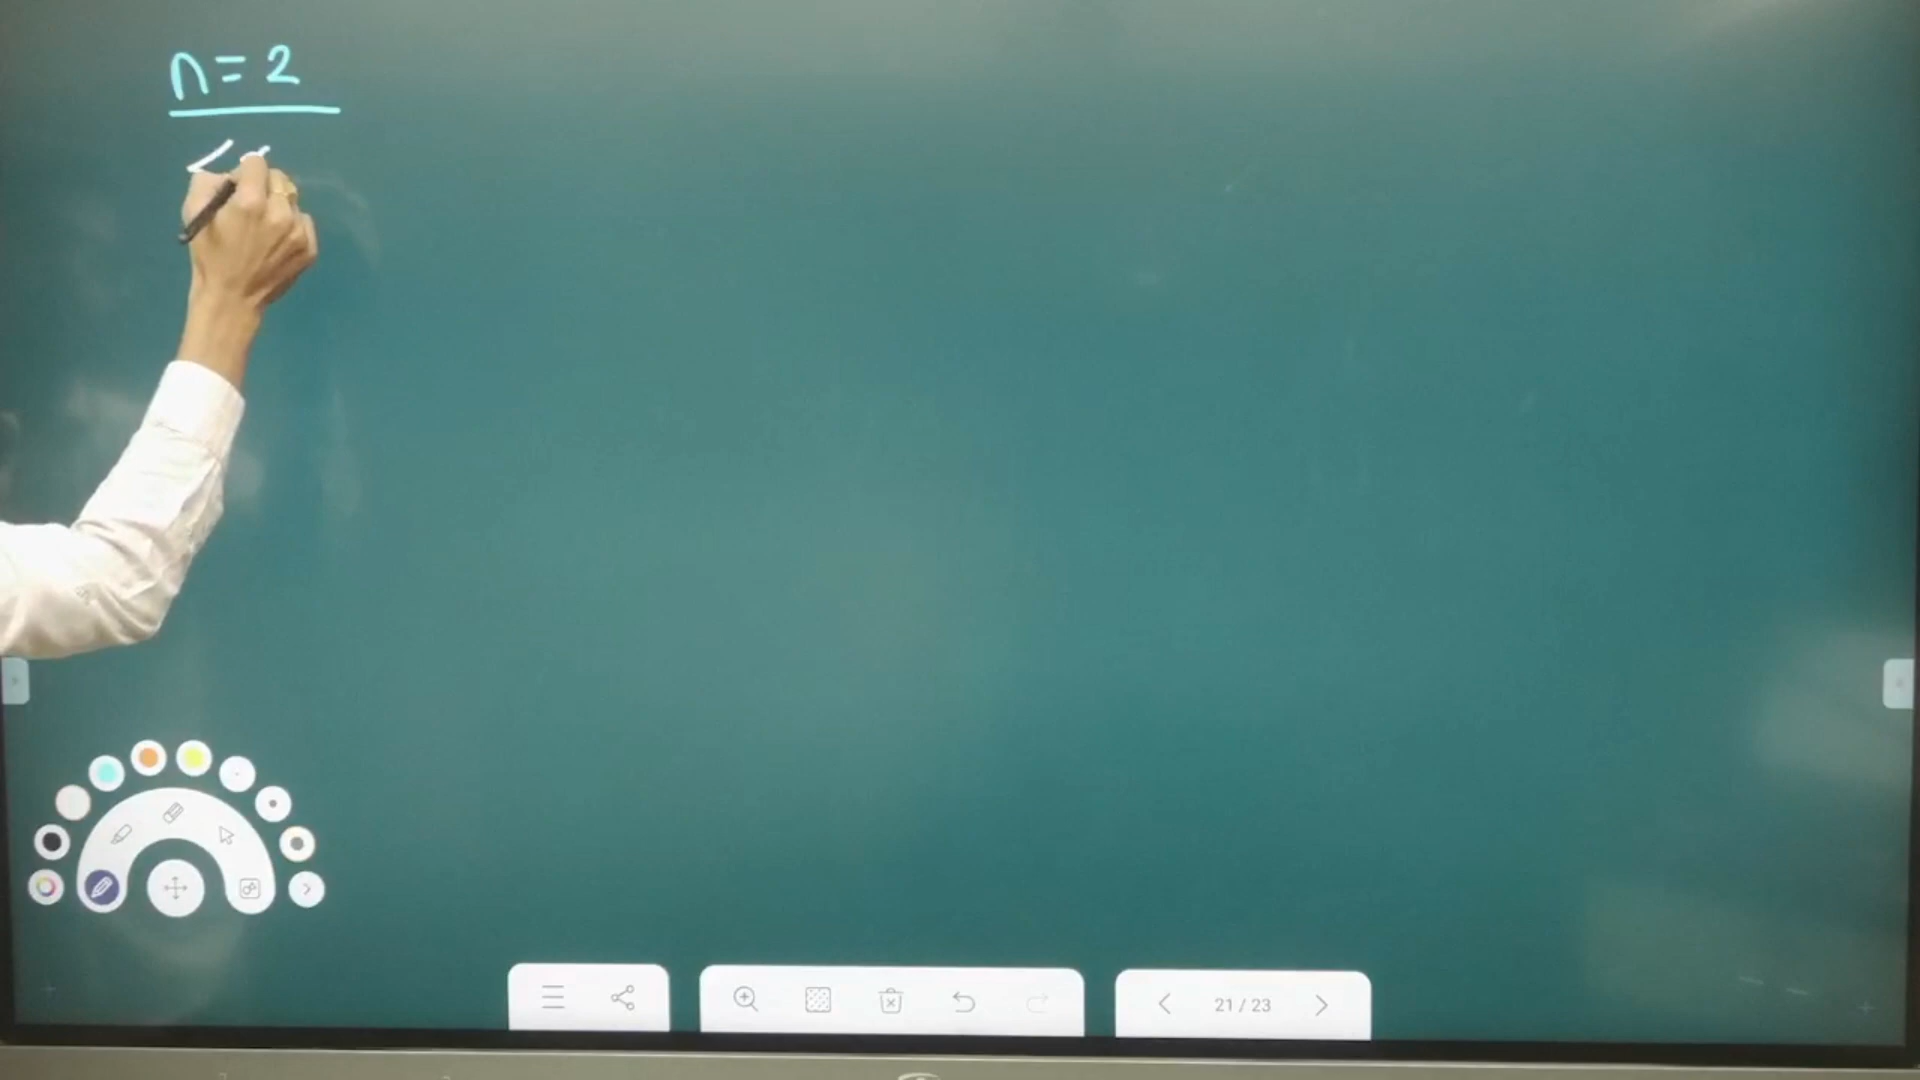 n = 2
<
21 / 23